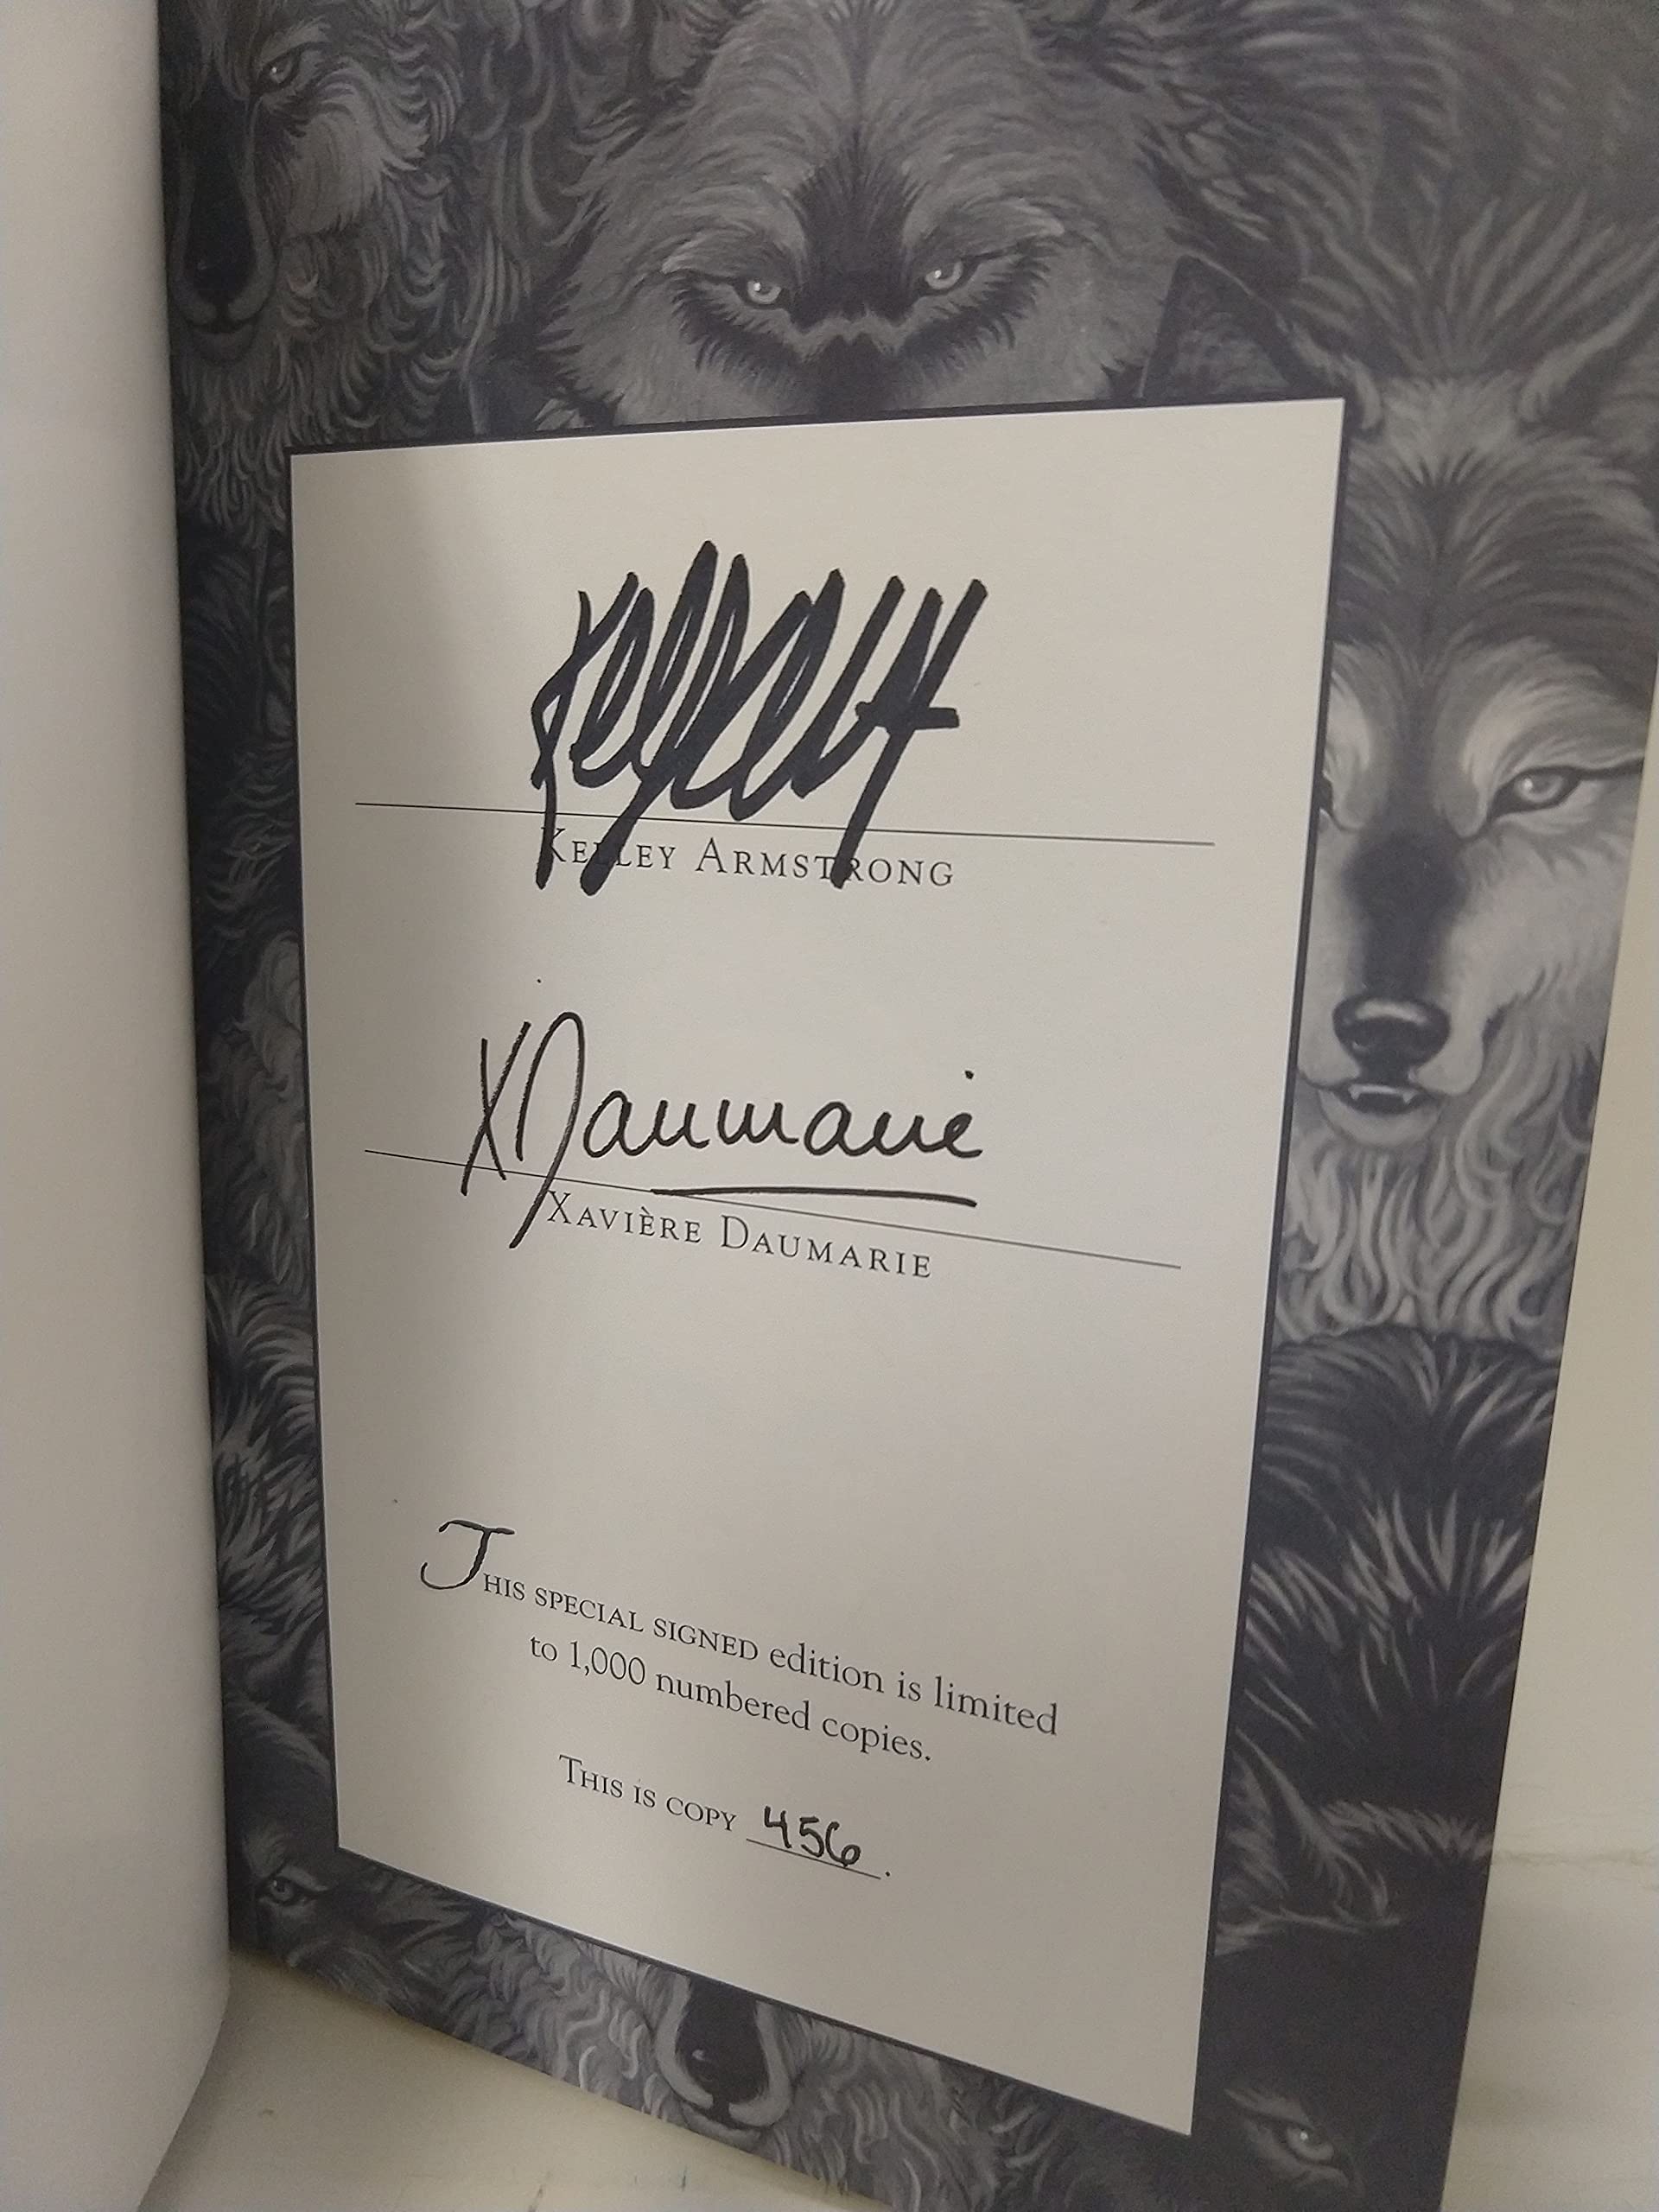 KELLEY ARMSTRONG
XDaumarie
XAVIÈRE DAUMARIE
THIS SPECIAL SIGNED edition is limited
to 1,000 numbered copies.
THIS IS COPY 456.